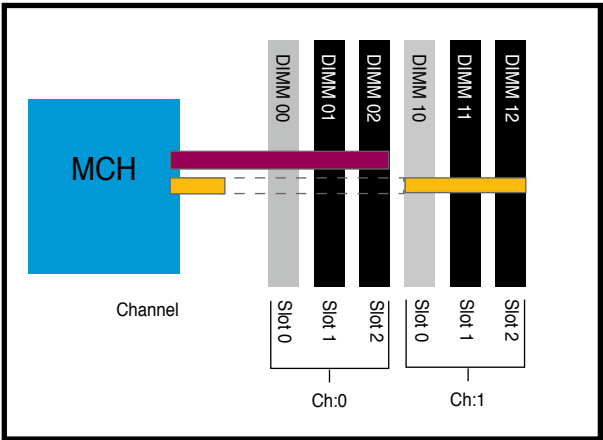 DIMM 00
DIMM 01
DIMM 02
DIMM 10
DIMM 11
DIMM 12
MCH
Channel
Slot 0
Slot 1
Slot 2
Slot 0
Slot 1
Slot 2
Ch:0
Ch:1